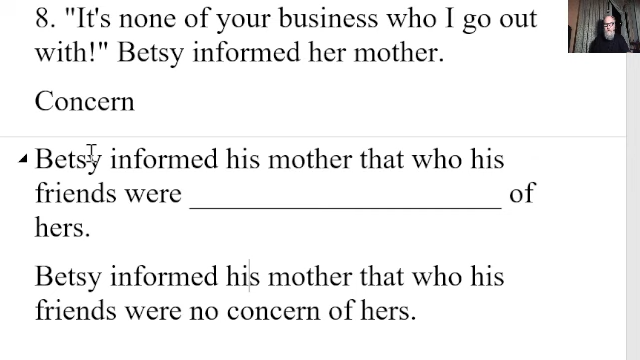 8. "It's none of your business who I go out
with!" Betsy informed her mother.
Concern
Betsy informed his mother that who his
friends were ______________________ of
hers.
Betsy informed his mother that who his
friends were no concern of hers.